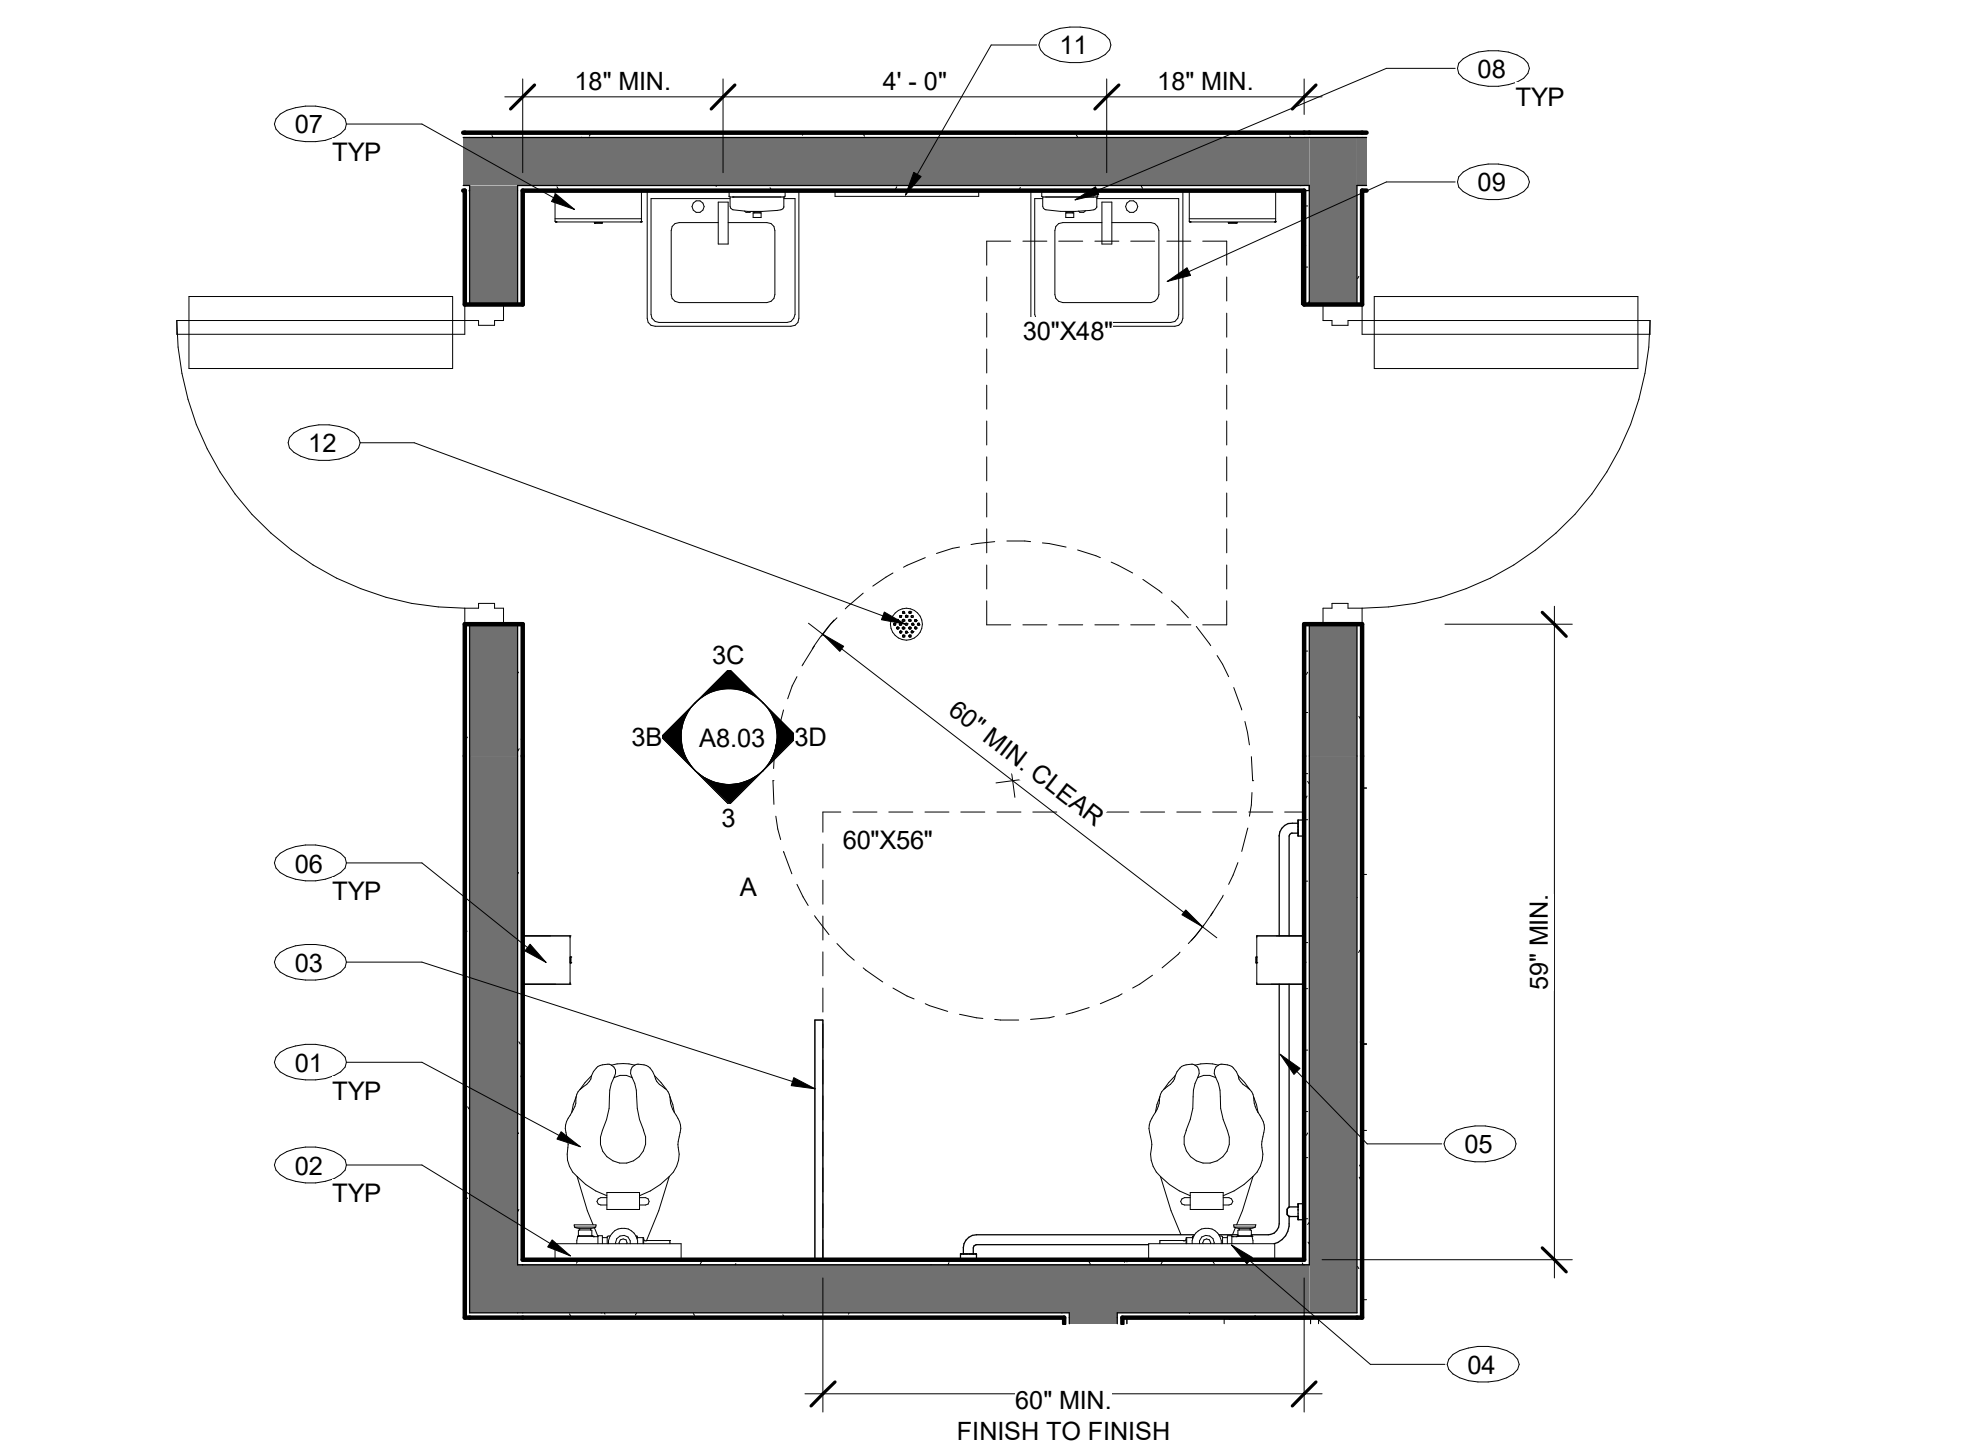 11
18" MIN.
4' - 0"
18" MIN.
08
TYP
07
TYP
09
30"X48"
12
3C
3B
A8.03
3D
3
60" MIN. CLEAR
60"X56"
A
06
TYP
59" MIN.
03
01
TYP
05
02
TYP
04
60" MIN.
FINISH TO FINISH